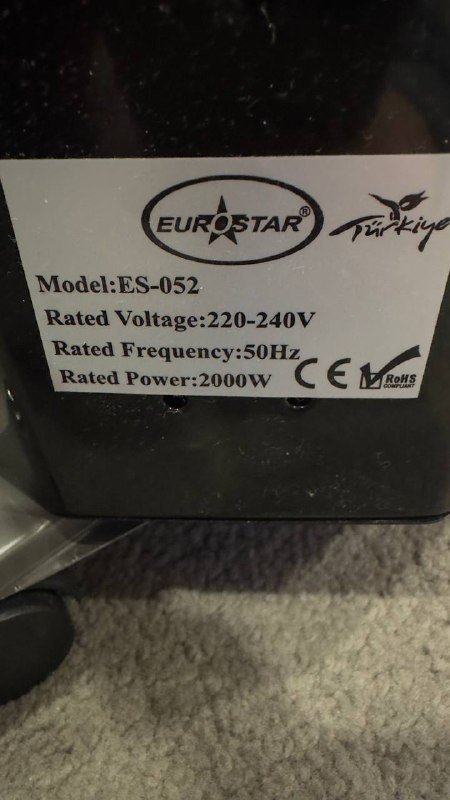 EUROSTAR®
Türkiye
Model:ES-052
Rated Voltage:220-240V
Rated Frequency:50Hz
Rated Power:2000W
CE
RoHS
COMPLIANT